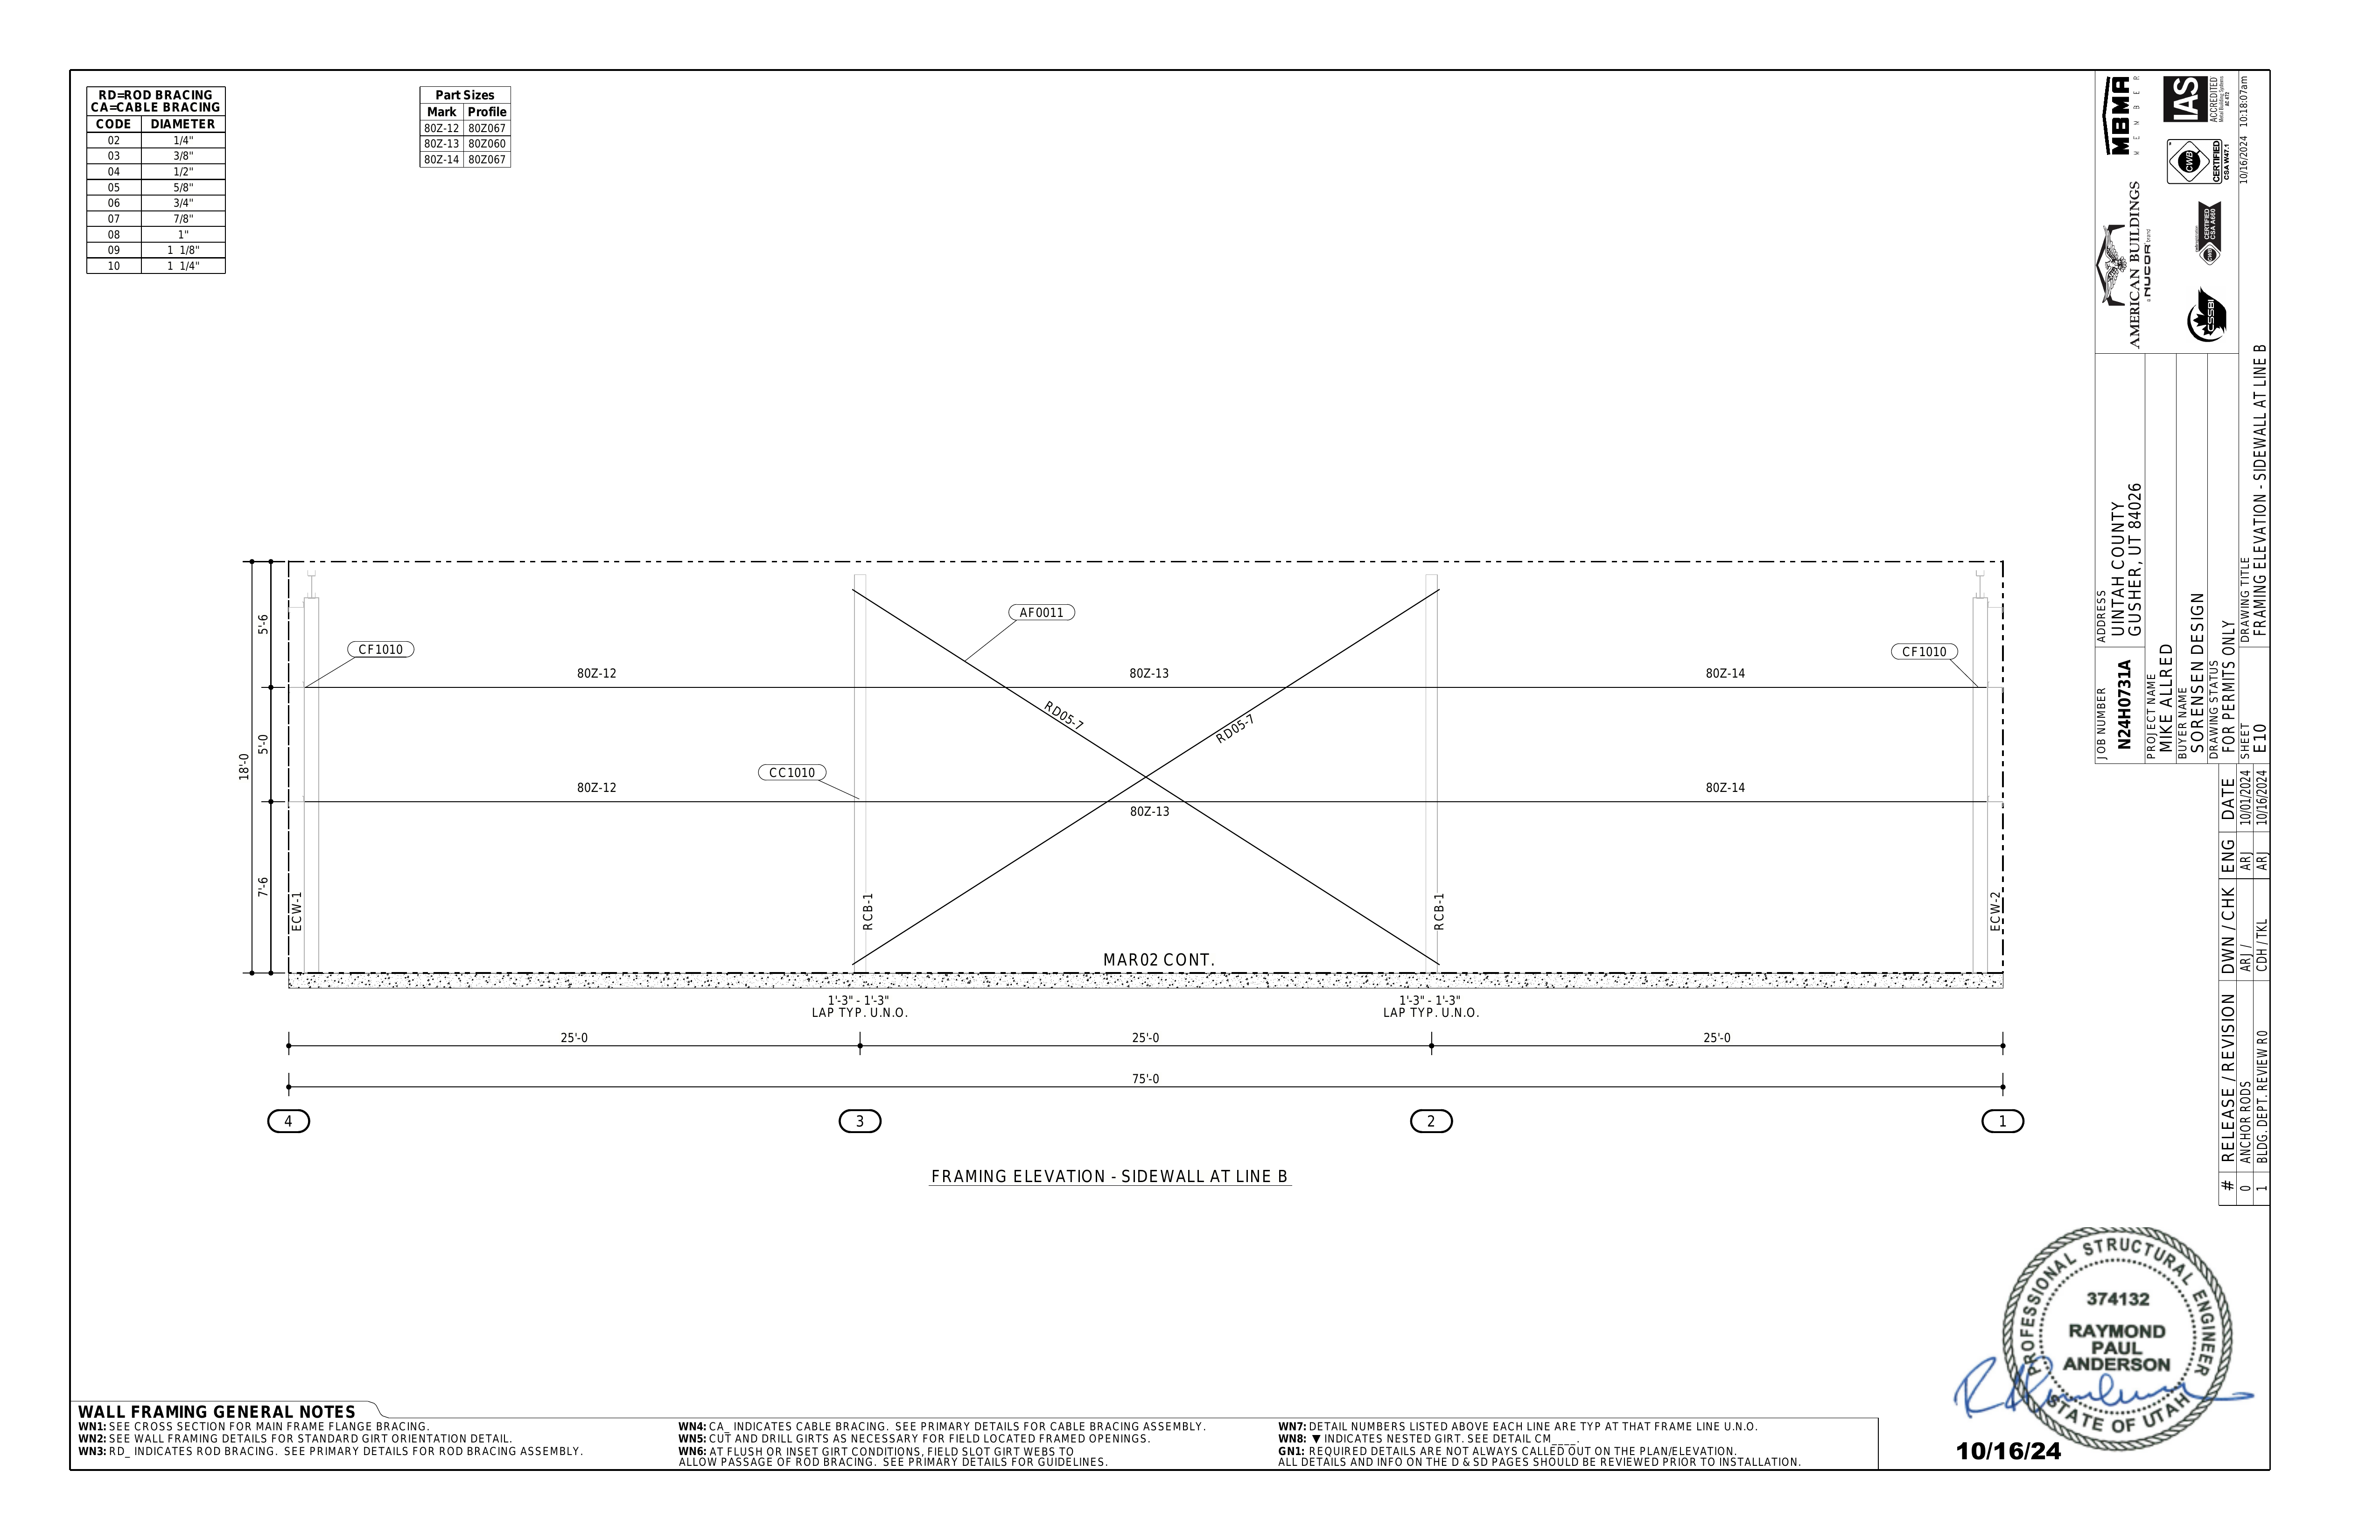 RD=ROD BRACING
CA=CABLE BRACING
CODE DIAMETER
02 1/4"
03 3/8"
04 1/2"
05 5/8"
06 3/4"
07 7/8"
08 1"
09 1 1/8"
10 1 1/4"
Part Sizes
Mark Profile
80Z-12 80Z067
80Z-13 80Z060
80Z-14 80Z067
18'-0
5'-6
5'-0
7'-6
CF1010
AF0011
CF1010
80Z-12
80Z-13
80Z-14
RD05-7
RD05-7
CC1010
80Z-12
80Z-13
80Z-14
ECW-1
RCB-1
RCB-1
ECW-2
MAR02 CONT.
1'-3" - 1'-3"
LAP TYP. U.N.O.
1'-3" - 1'-3"
LAP TYP. U.N.O.
25'-0
25'-0
25'-0
75'-0
4
3
2
1
FRAMING ELEVATION - SIDEWALL AT LINE B
WALL FRAMING GENERAL NOTES
WN1: SEE CROSS SECTION FOR MAIN FRAME FLANGE BRACING.
WN2: SEE WALL FRAMING DETAILS FOR STANDARD GIRT ORIENTATION DETAIL.
WN3: RD_ INDICATES ROD BRACING. SEE PRIMARY DETAILS FOR ROD BRACING ASSEMBLY.
WN4: CA_ INDICATES CABLE BRACING. SEE PRIMARY DETAILS FOR CABLE BRACING ASSEMBLY.
WN5: CUT AND DRILL GIRTS AS NECESSARY FOR FIELD LOCATED FRAMED OPENINGS.
WN6: AT FLUSH OR INSET GIRT CONDITIONS, FIELD SLOT GIRT WEBS TO
ALLOW PASSAGE OF ROD BRACING. SEE PRIMARY DETAILS FOR GUIDELINES.
WN7: DETAIL NUMBERS LISTED ABOVE EACH LINE ARE TYP AT THAT FRAME LINE U.N.O.
WN8: ▼ INDICATES NESTED GIRT. SEE DETAIL CM____.
GN1: REQUIRED DETAILS ARE NOT ALWAYS CALLED OUT ON THE PLAN/ELEVATION.
ALL DETAILS AND INFO ON THE D & SD PAGES SHOULD BE REVIEWED PRIOR TO INSTALLATION.
MBMA
MEMBER
IAS
ACCREDITED
CWB
CERTIFIED
CSA W47.1
AMERICAN BUILDINGS
a NUCOR brand
CWB
CERTIFIED
CSA A660
CSSBI
10/16/2024 10:18:07am
JOB NUMBER
N24H0731A
ADDRESS
UINTAH COUNTY
GUSHER, UT 84026
PROJECT NAME
MIKE ALLRED
BUYER NAME
SORENSEN DESIGN
DRAWING STATUS
FOR PERMITS ONLY
SHEET
E10
DRAWING TITLE
FRAMING ELEVATION - SIDEWALL AT LINE B
# RELEASE / REVISION DWN / CHK ENG DATE
0 ANCHOR RODS ARJ / ARJ 10/01/2024
1 BLDG. DEPT. REVIEW R0 CDH / TKL ARJ 10/16/2024
PROFESSIONAL STRUCTURAL ENGINEER
374132
RAYMOND
PAUL
ANDERSON
STATE OF UTAH
10/16/24